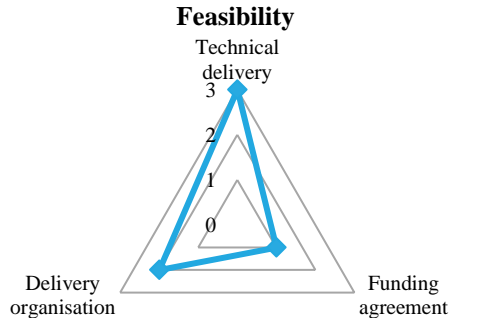 Feasibility
Technical
delivery
3
2
1
0
Delivery
organisation
Funding
agreement